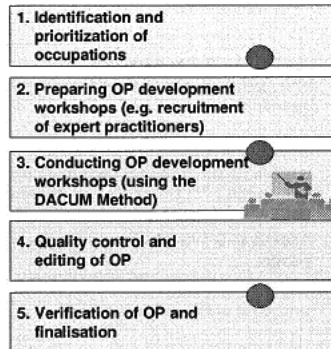 1. Identification and
prioritization of
occupations
2. Preparing OP development
workshops (e.g. recruitment
of expert practitioners)
3. Conducting OP development
workshops (using the
DACUM Method)
4. Quality control and
editing of OP
5. Verification of OP and
finalisation